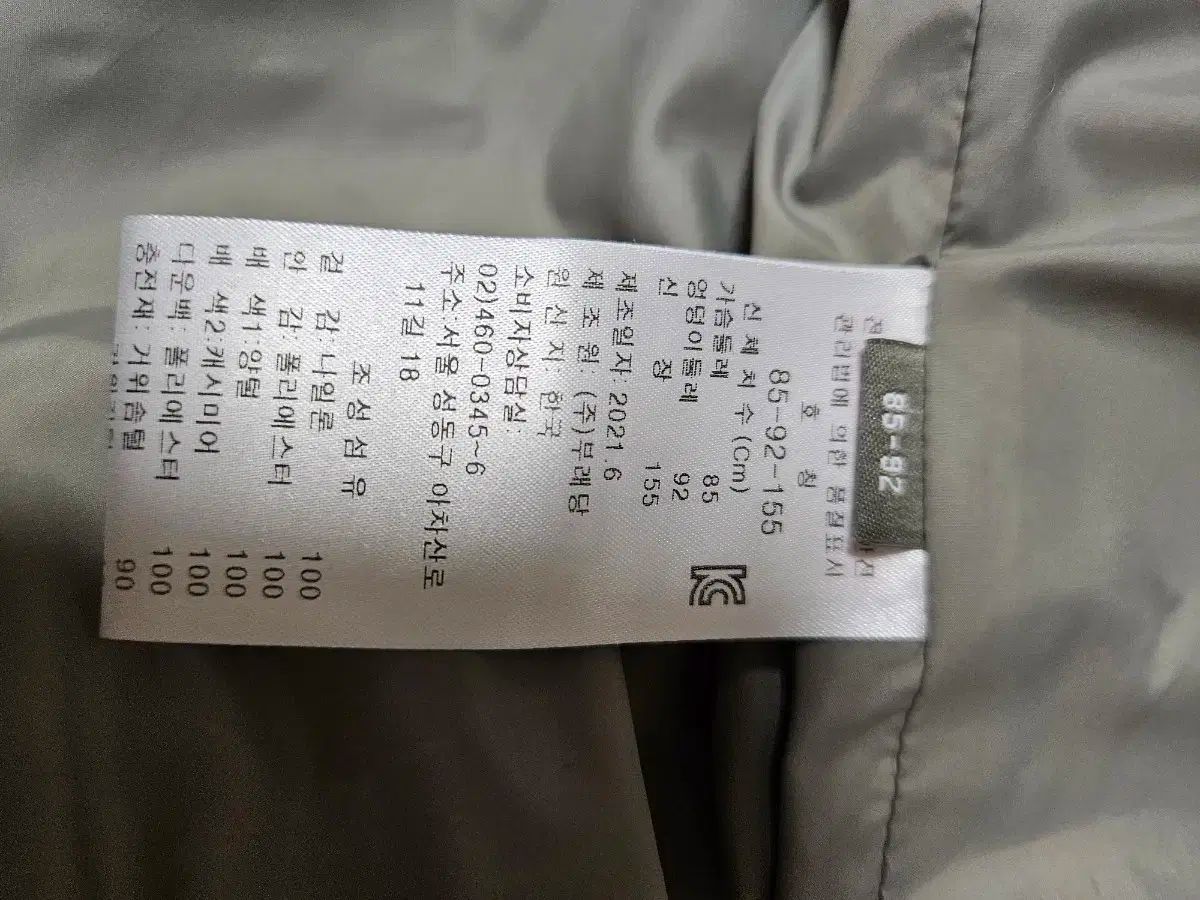 85-92
관리법에 의한 품질표시
호 칭
85-92-155
신 체 치 수 (Cm)
가슴둘레 85
엉덩이둘레 92
신 장 155
제조일자: 2021.6
제 조 원: (주)부래당
원 산 지: 한국
소비자상담실:
02)460-0345~6
주소 서울 성동구 아차산로
11길 18
조 성 섬 유
겉 감: 나일론 100
안 감: 폴리에스터 100
배 색1: 양털 100
배 색2: 캐시미어 100
다운백: 폴리에스터 100
충전재: 거위솜털 90